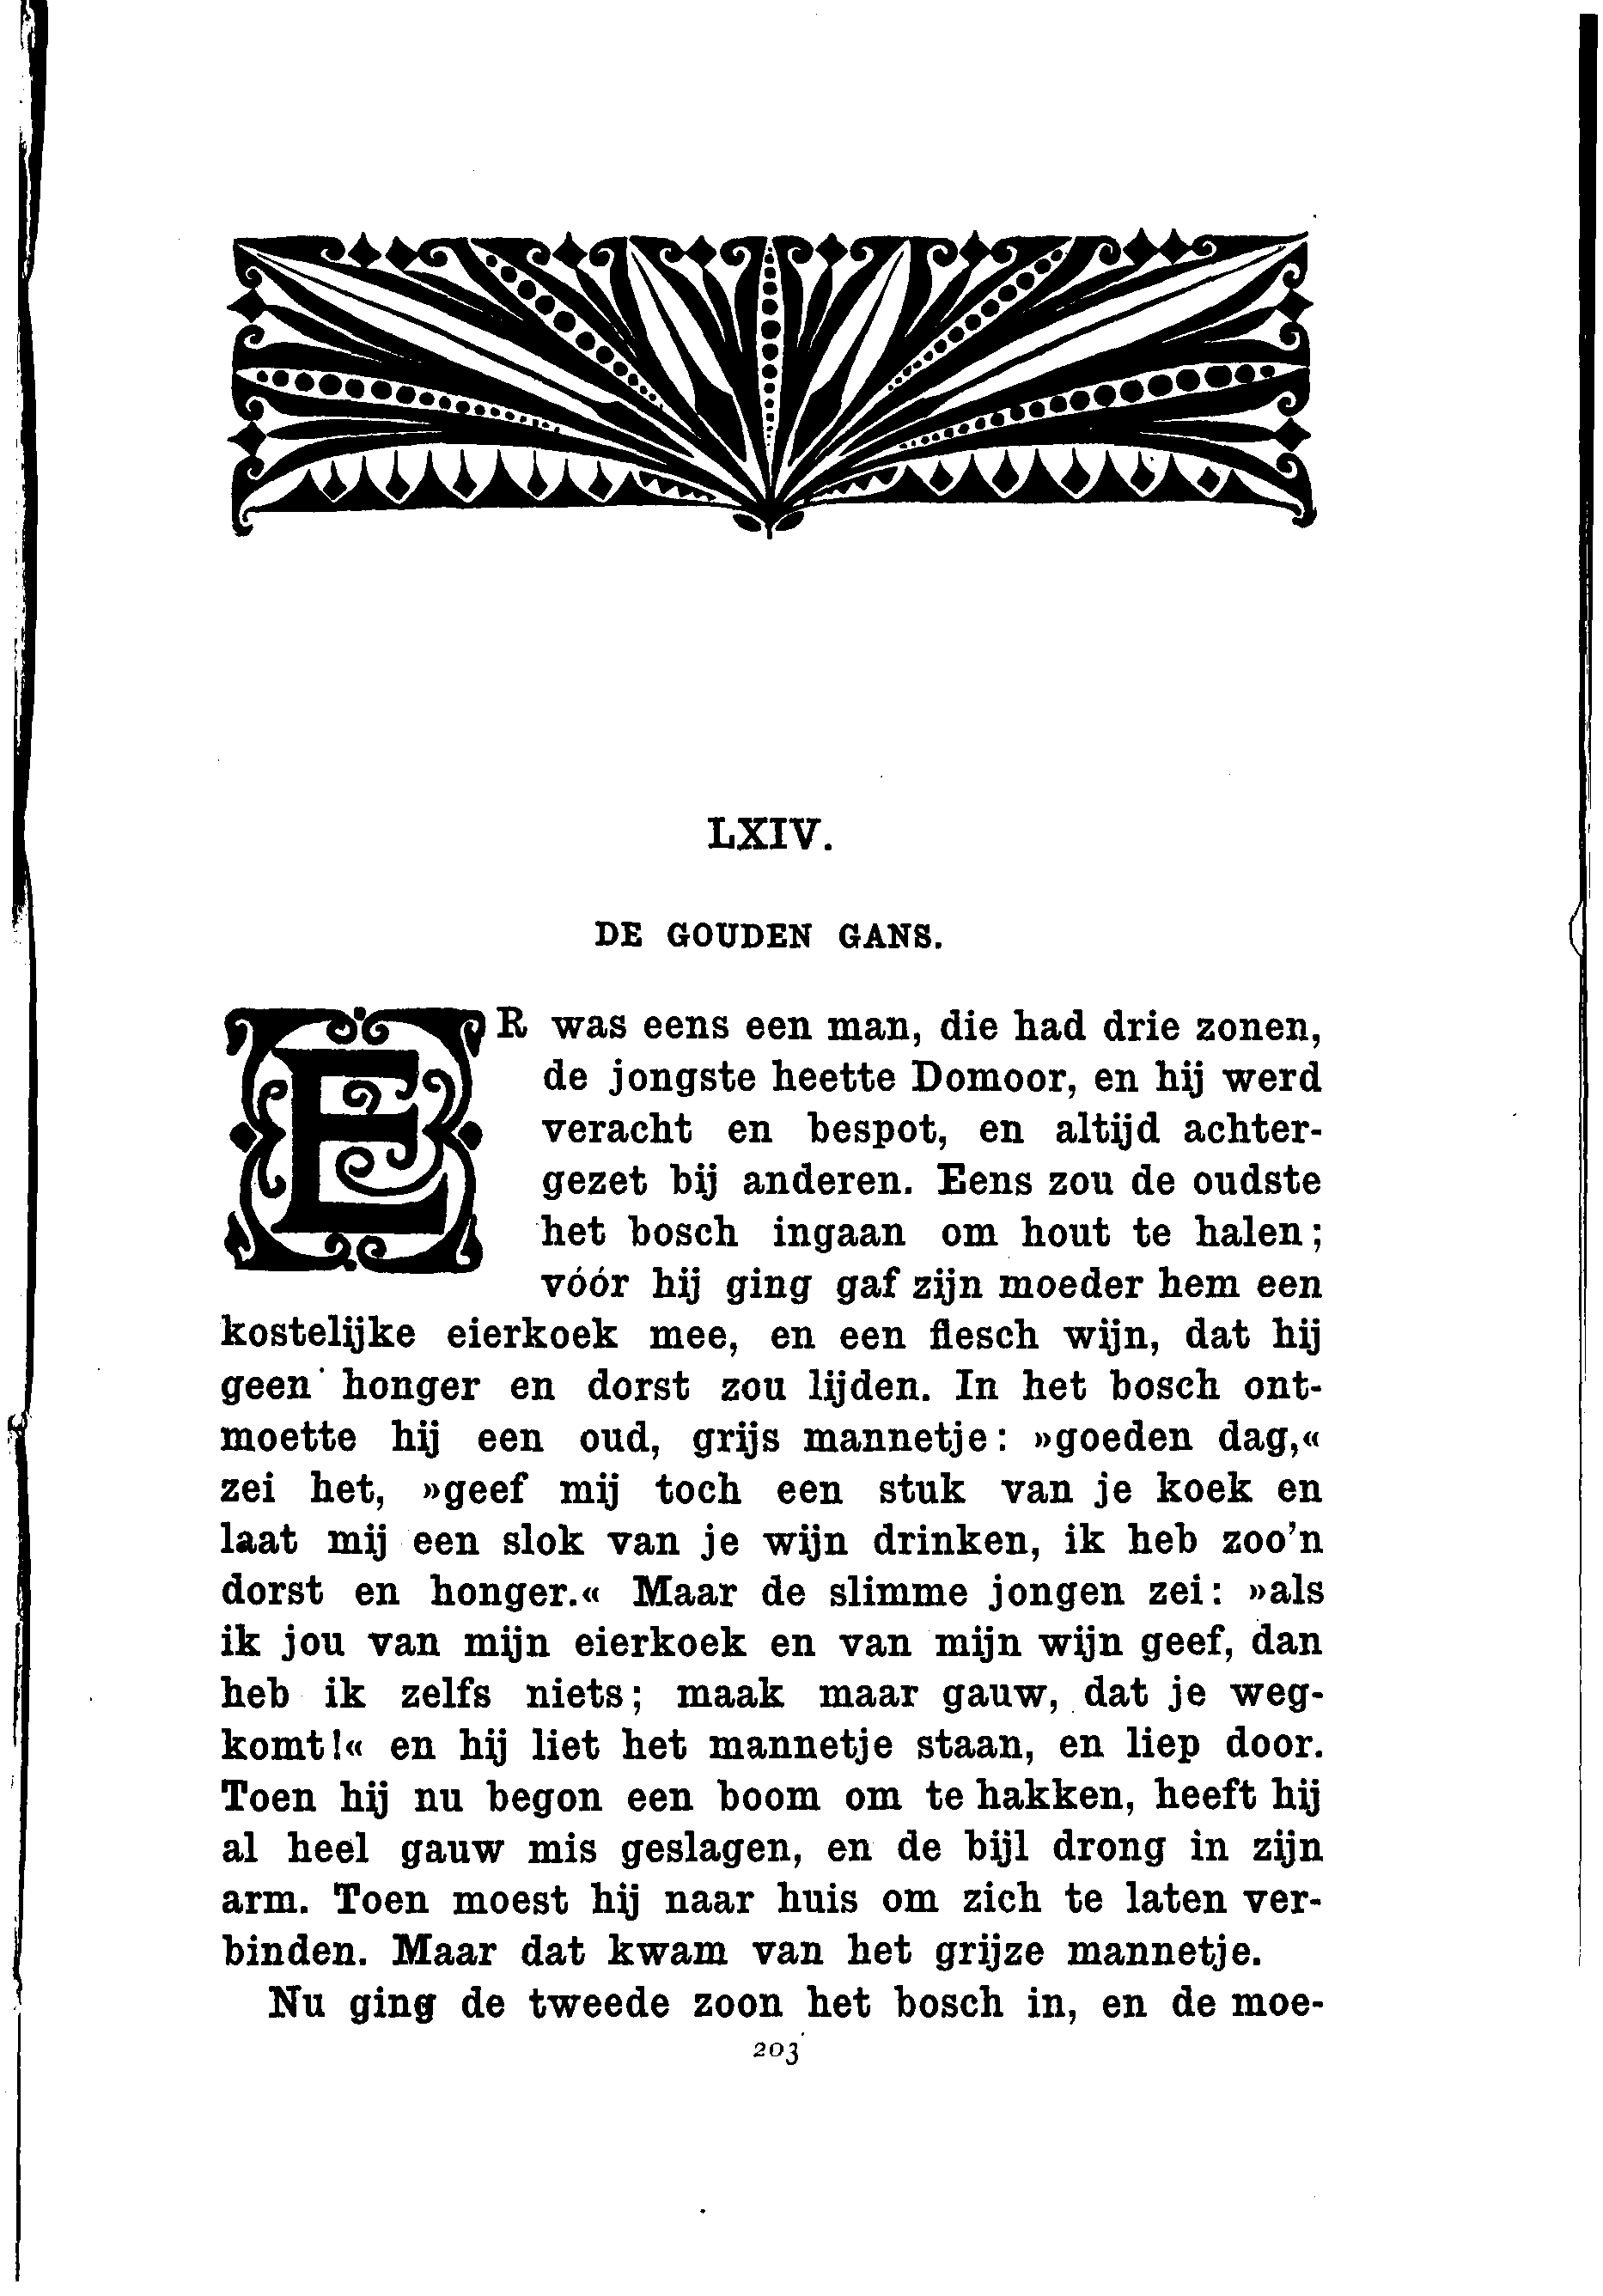 LXIV.
DE GOUDEN GANS.
ER was eens een man, die had drie zonen,
de jongste heette Domoor, en hij werd
veracht en bespot, en altijd achter-
gezet bij anderen. Eens zou de oudste
het bosch ingaan om hout te halen;
vóór hij ging gaf zijn moeder hem een
kostelijke eierkoek mee, en een flesch wijn, dat hij
geen honger en dorst zou lijden. In het bosch ont-
moette hij een oud, grijs mannetje: »goeden dag,«
zei het, »geef mij toch een stuk van je koek en
laat mij een slok van je wijn drinken, ik heb zoo'n
dorst en honger.« Maar de slimme jongen zei: »als
ik jou van mijn eierkoek en van mijn wijn geef, dan
heb ik zelfs niets; maak maar gauw, dat je weg-
komt!« en hij liet het mannetje staan, en liep door.
Toen hij nu begon een boom om te hakken, heeft hij
al heel gauw mis geslagen, en de bijl drong in zijn
arm. Toen moest hij naar huis om zich te laten ver-
binden. Maar dat kwam van het grijze mannetje.
Nu ging de tweede zoon het bosch in, en de moe-
203